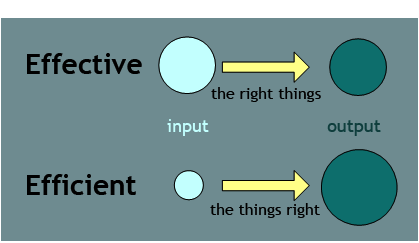 Effective
the right things
input
output
Efficient
the things right